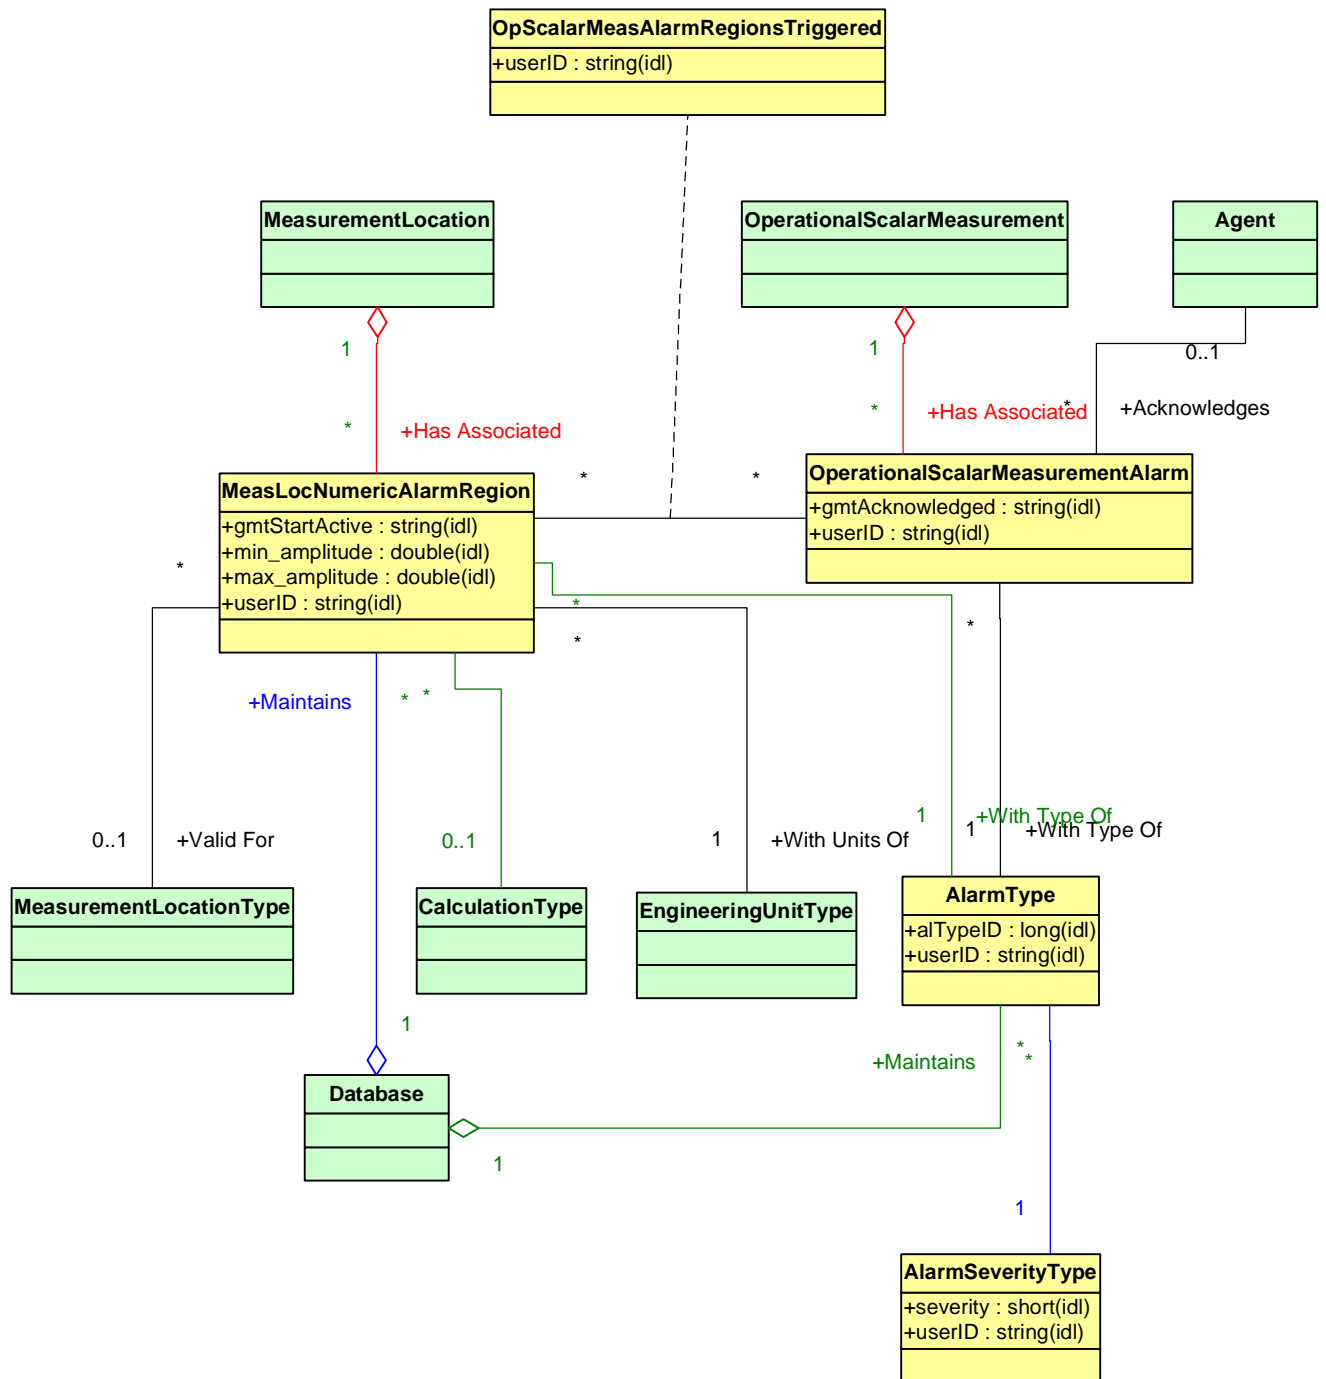 OpScalarMeasAlarmRegionsTriggered
+userID : string(idl)
MeasurementLocation
OperationalScalarMeasurement
Agent
1
1
0..1
*
+Has Associated
*
+Has Associated
*
+Acknowledges
MeasLocNumericAlarmRegion
+gmtStartActive : string(idl)
+min_amplitude : double(idl)
+max_amplitude : double(idl)
+userID : string(idl)
*
*
OperationalScalarMeasurementAlarm
+gmtAcknowledged : string(idl)
+userID : string(idl)
*
*
*
*
+Maintains
*
*
0..1
+Valid For
0..1
1
+With Units Of
1
+With Type Of
1
+With Type Of
MeasurementLocationType
CalculationType
EngineeringUnitType
AlarmType
+alTypeID : long(idl)
+userID : string(idl)
1
+Maintains
*
*
Database
1
1
AlarmSeverityType
+severity : short(idl)
+userID : string(idl)